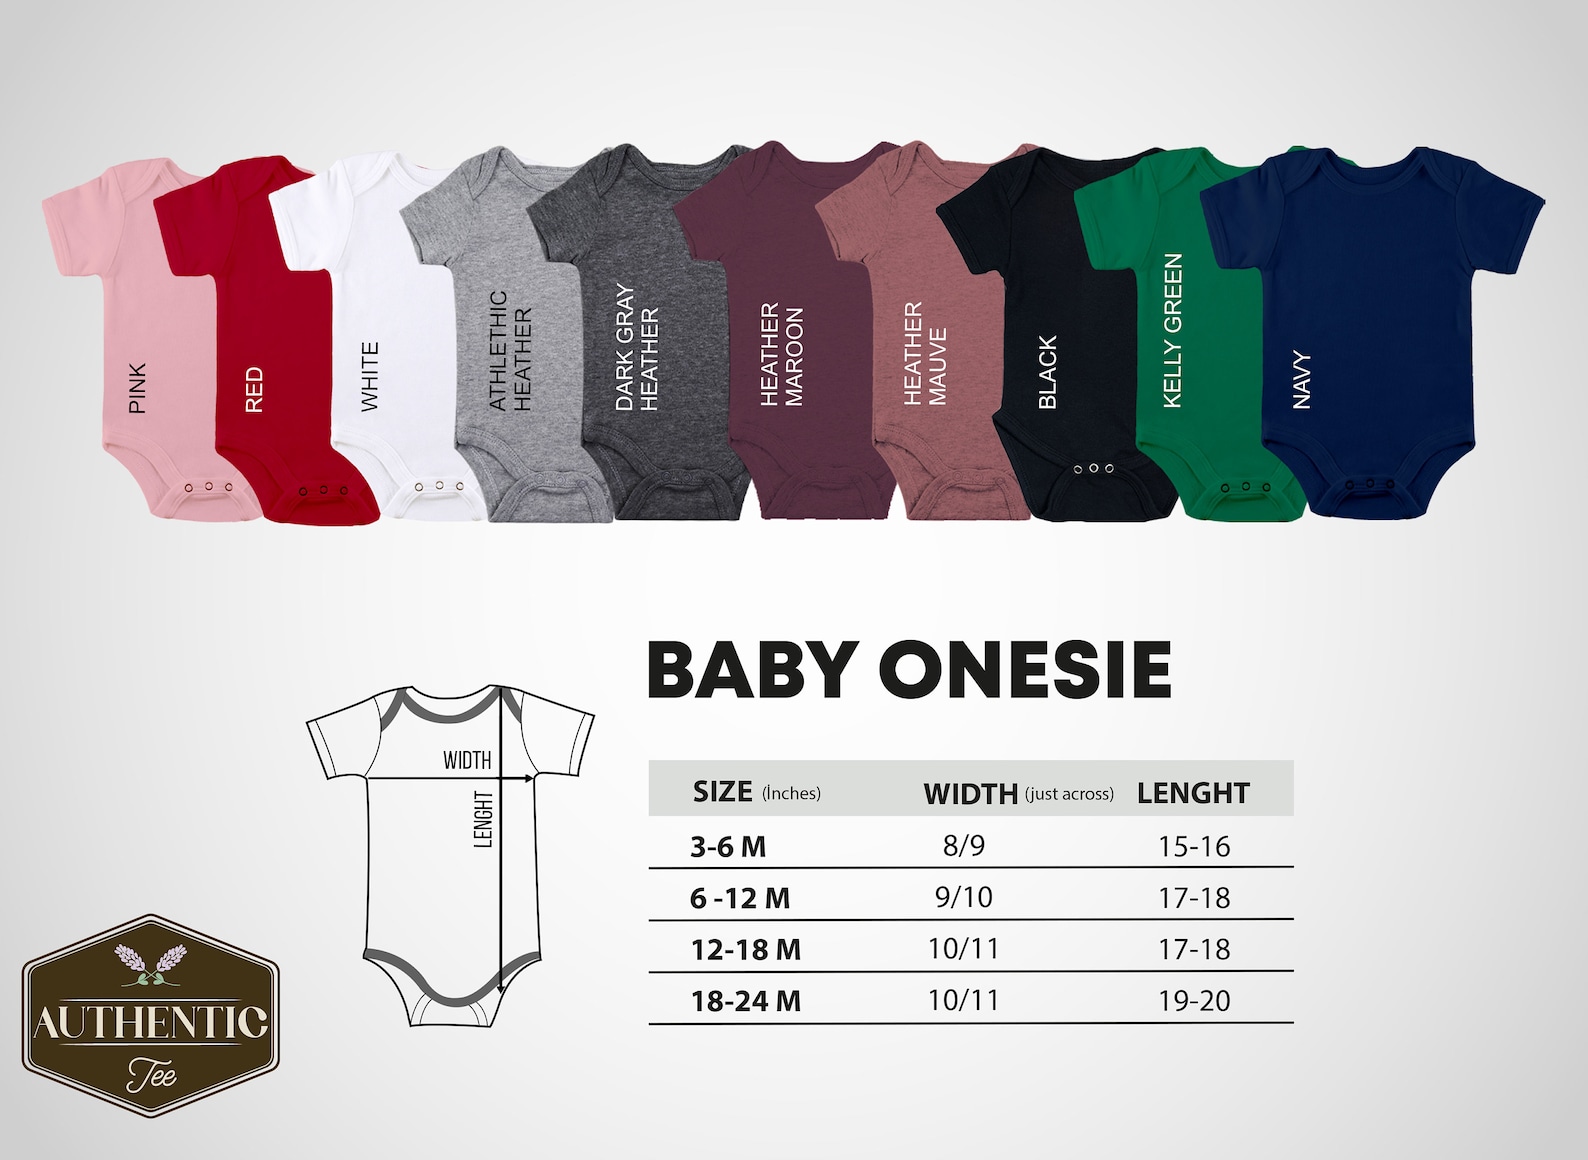 PINK
RED
WHITE
ATHLETHIC
HEATHER
DARK GRAY
HEATHER
HEATHER
MAROON
HEATHER
MAUVE
BLACK
KELLY GREEN
NAVY
BABY ONESIE
WIDTH
LENGHT
SIZE (İnches) WIDTH (just across) LENGHT
3-6 M 8/9 15-16
6 -12 M 9/10 17-18
12-18 M 10/11 17-18
18-24 M 10/11 19-20
AUTHENTIC
Tee